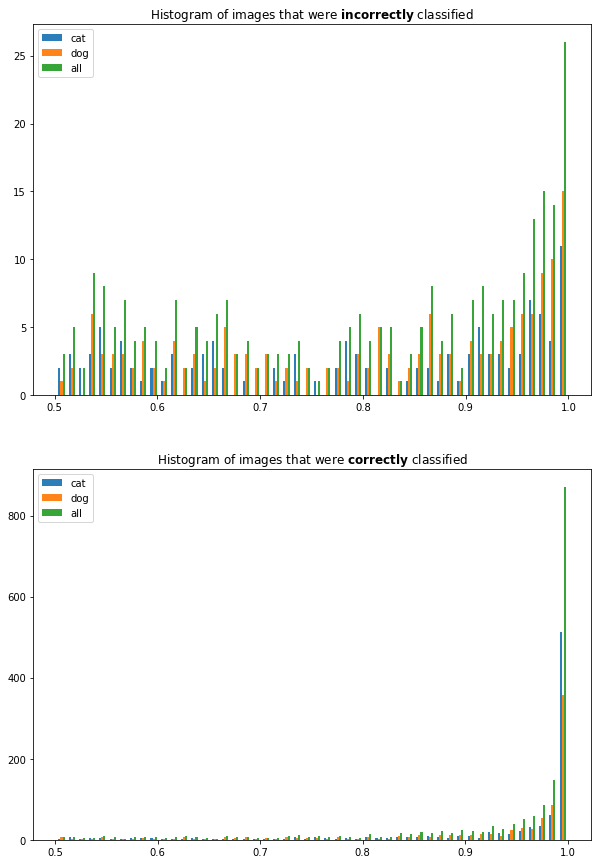 Histogram of images that were incorrectly classified
cat
dog
all
25
20
15
10
5
0
0.5 0.6 0.7 0.8 0.9 1.0
Histogram of images that were correctly classified
cat
dog
all
800
600
400
200
0
0.5 0.6 0.7 0.8 0.9 1.0